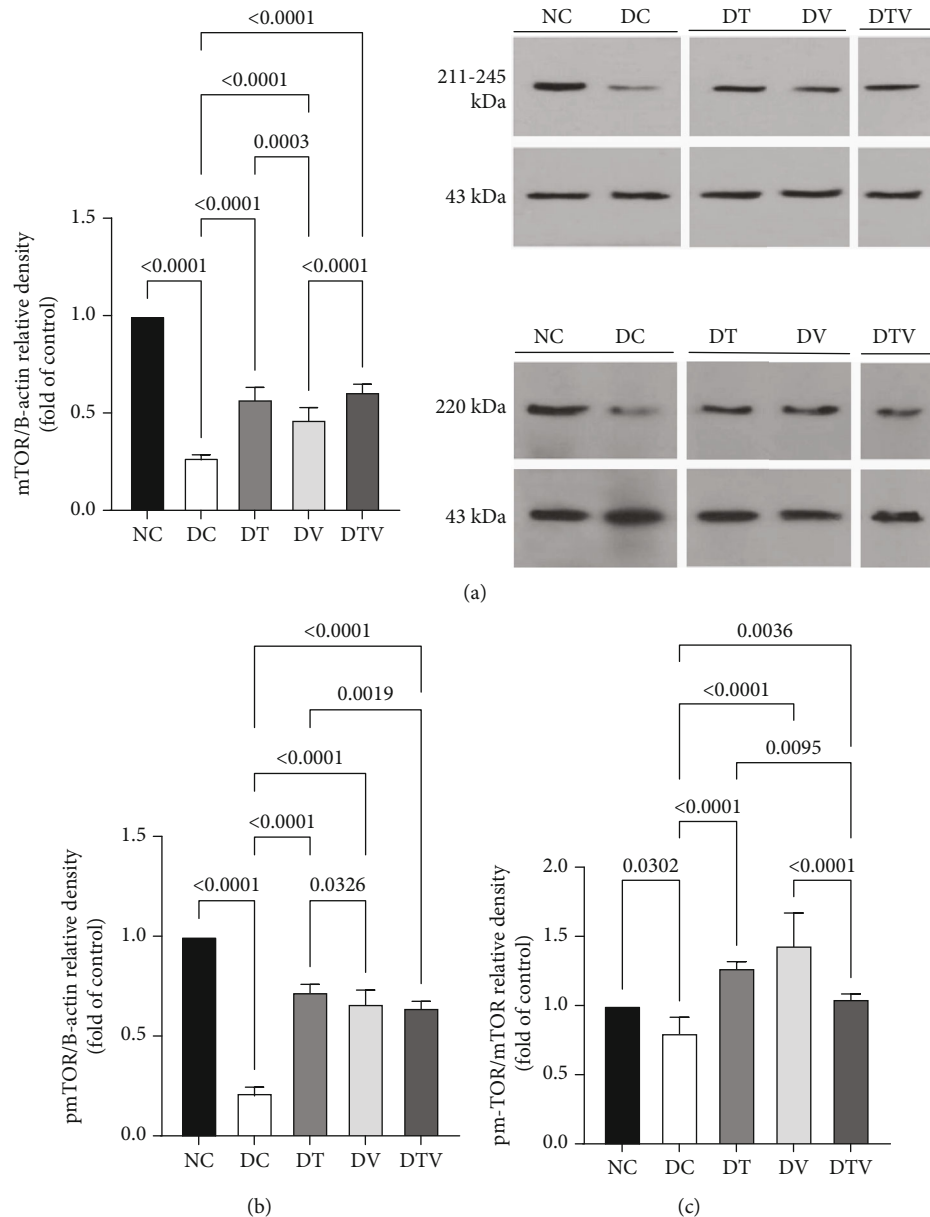 <0.0001
<0.0001
0.0003
<0.0001
<0.0001
<0.0001
mTOR/B-actin relative density
(fold of control)
1.5
1.0
0.5
0.0
NC DC DT DV DTV
NC DC DT DV DTV
211-245
kDa
43 kDa
NC DC DT DV DTV
220 kDa
43 kDa
(a)
<0.0001
0.0019
<0.0001
<0.0001
<0.0001
0.0326
pmTOR/B-actin relative density
(fold of control)
1.5
1.0
0.5
0.0
NC DC DT DV DTV
(b)
0.0036
<0.0001
0.0095
<0.0001
0.0302
<0.0001
pm-TOR/mTOR relative density
(fold of control)
2.0
1.5
1.0
0.5
0.0
NC DC DT DV DTV
(c)